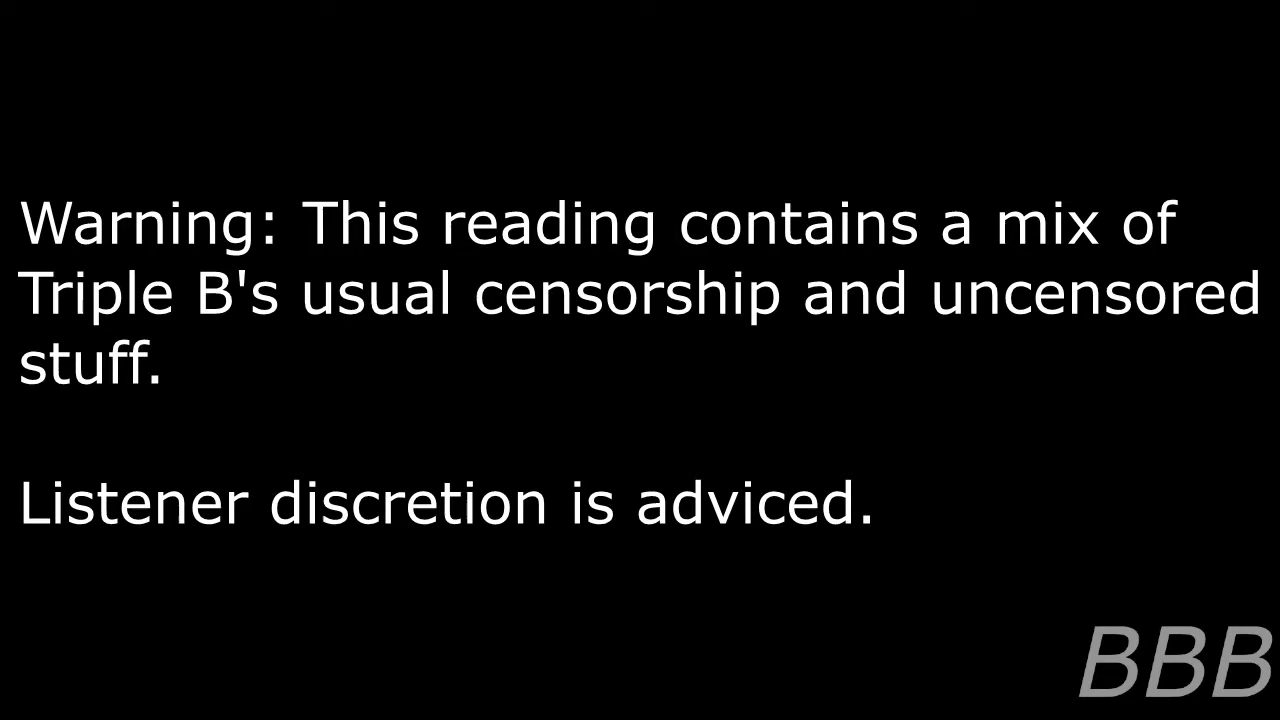 Warning: This reading contains a mix of
Triple B's usual censorship and uncensored
stuff.
Listener discretion is adviced.
BBB